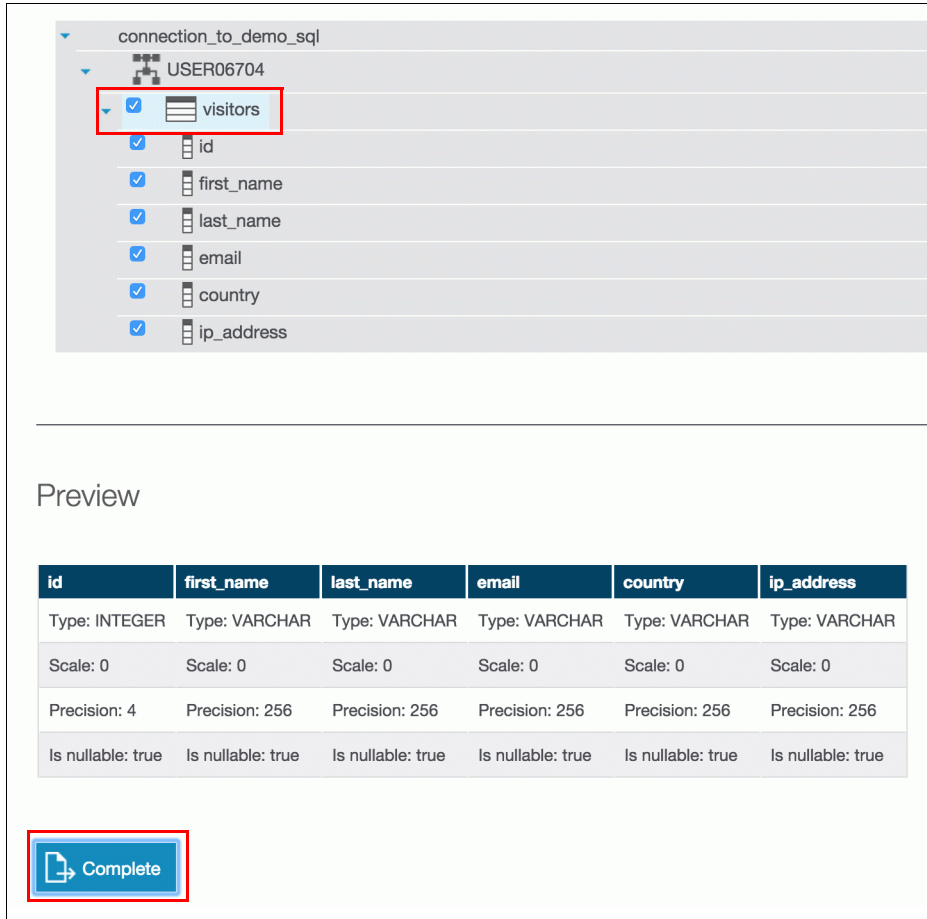 connection_to_demo_sql
USER06704
visitors
id
first_name
last_name
email
country
ip_address
Preview
id first_name last_name email country ip_address
Type: INTEGER Type: VARCHAR Type: VARCHAR Type: VARCHAR Type: VARCHAR Type: VARCHAR
Scale: 0 Scale: 0 Scale: 0 Scale: 0 Scale: 0 Scale: 0
Precision: 4 Precision: 256 Precision: 256 Precision: 256 Precision: 256 Precision: 256
Is nullable: true Is nullable: true Is nullable: true Is nullable: true Is nullable: true Is nullable: true
Complete